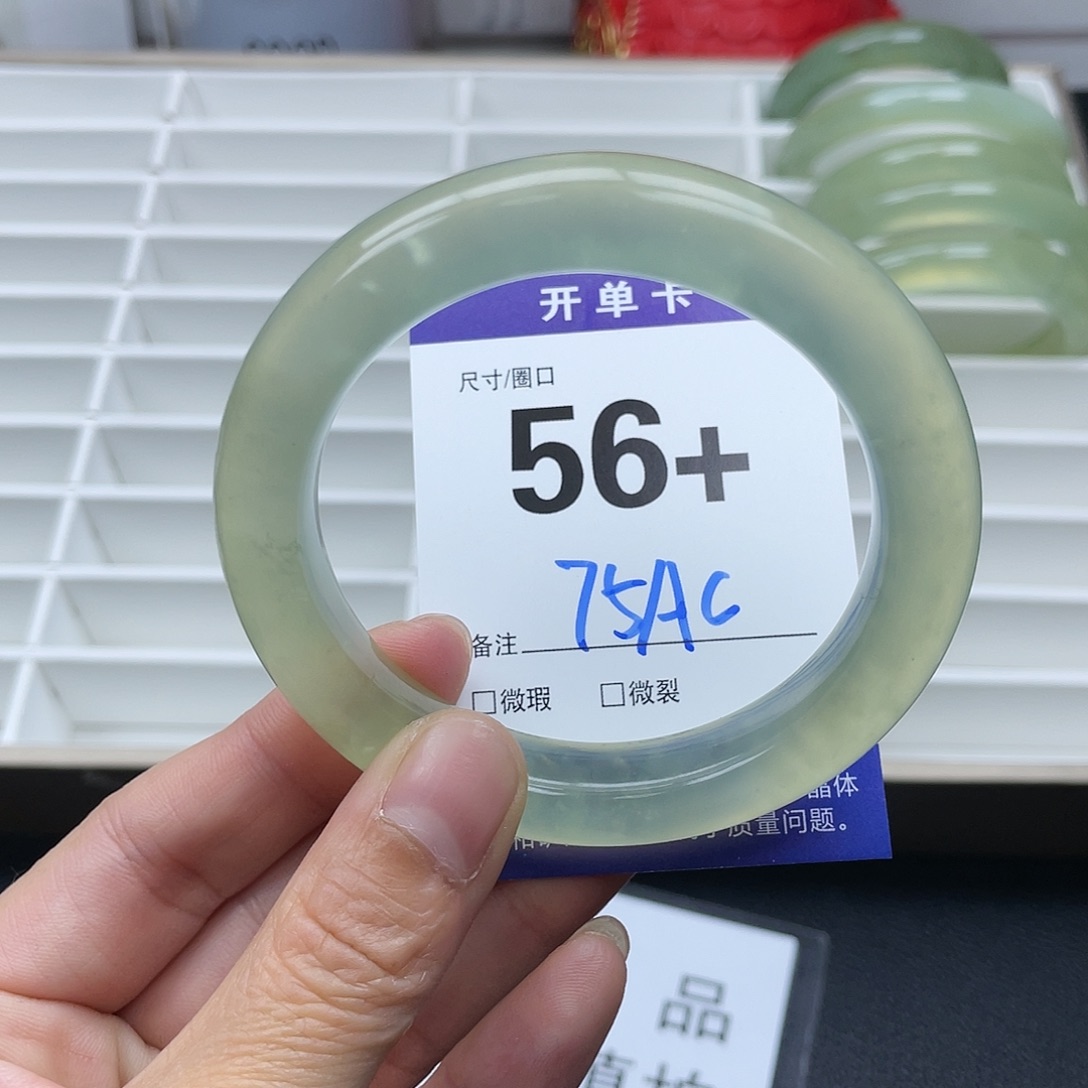 开单卡
尺寸/圈口
56+
75AC
备注
□微瑕 □微裂
晶体
质量问题。
品